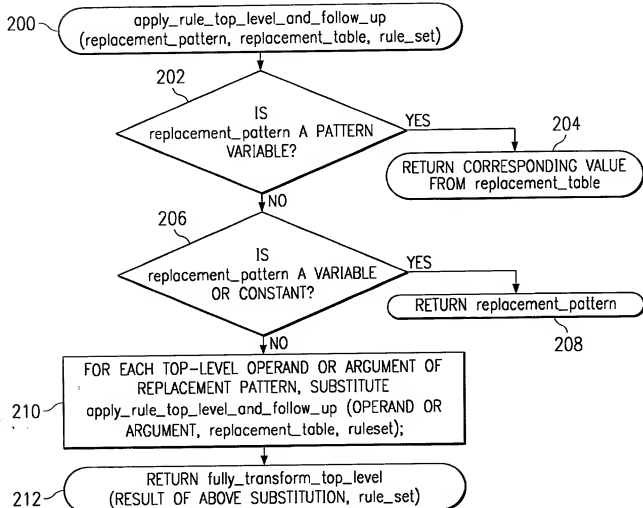 200
apply_rule_top_level_and_follow_up
(replacement_pattern, replacement_table, rule_set)
202
IS
replacement_pattern A PATTERN
VARIABLE?
YES
204
RETURN CORRESPONDING VALUE
FROM replacement_table
NO
206
IS
replacement_pattern A VARIABLE
OR CONSTANT?
YES
RETURN replacement_pattern
208
NO
210
FOR EACH TOP-LEVEL OPERAND OR ARGUMENT OF
REPLACEMENT PATTERN, SUBSTITUTE
apply_rule_top_level_and_follow_up (OPERAND OR
ARGUMENT, replacement_table, ruleset);
212
RETURN fully_transform_top_level
(RESULT OF ABOVE SUBSTITUTION, rule_set)